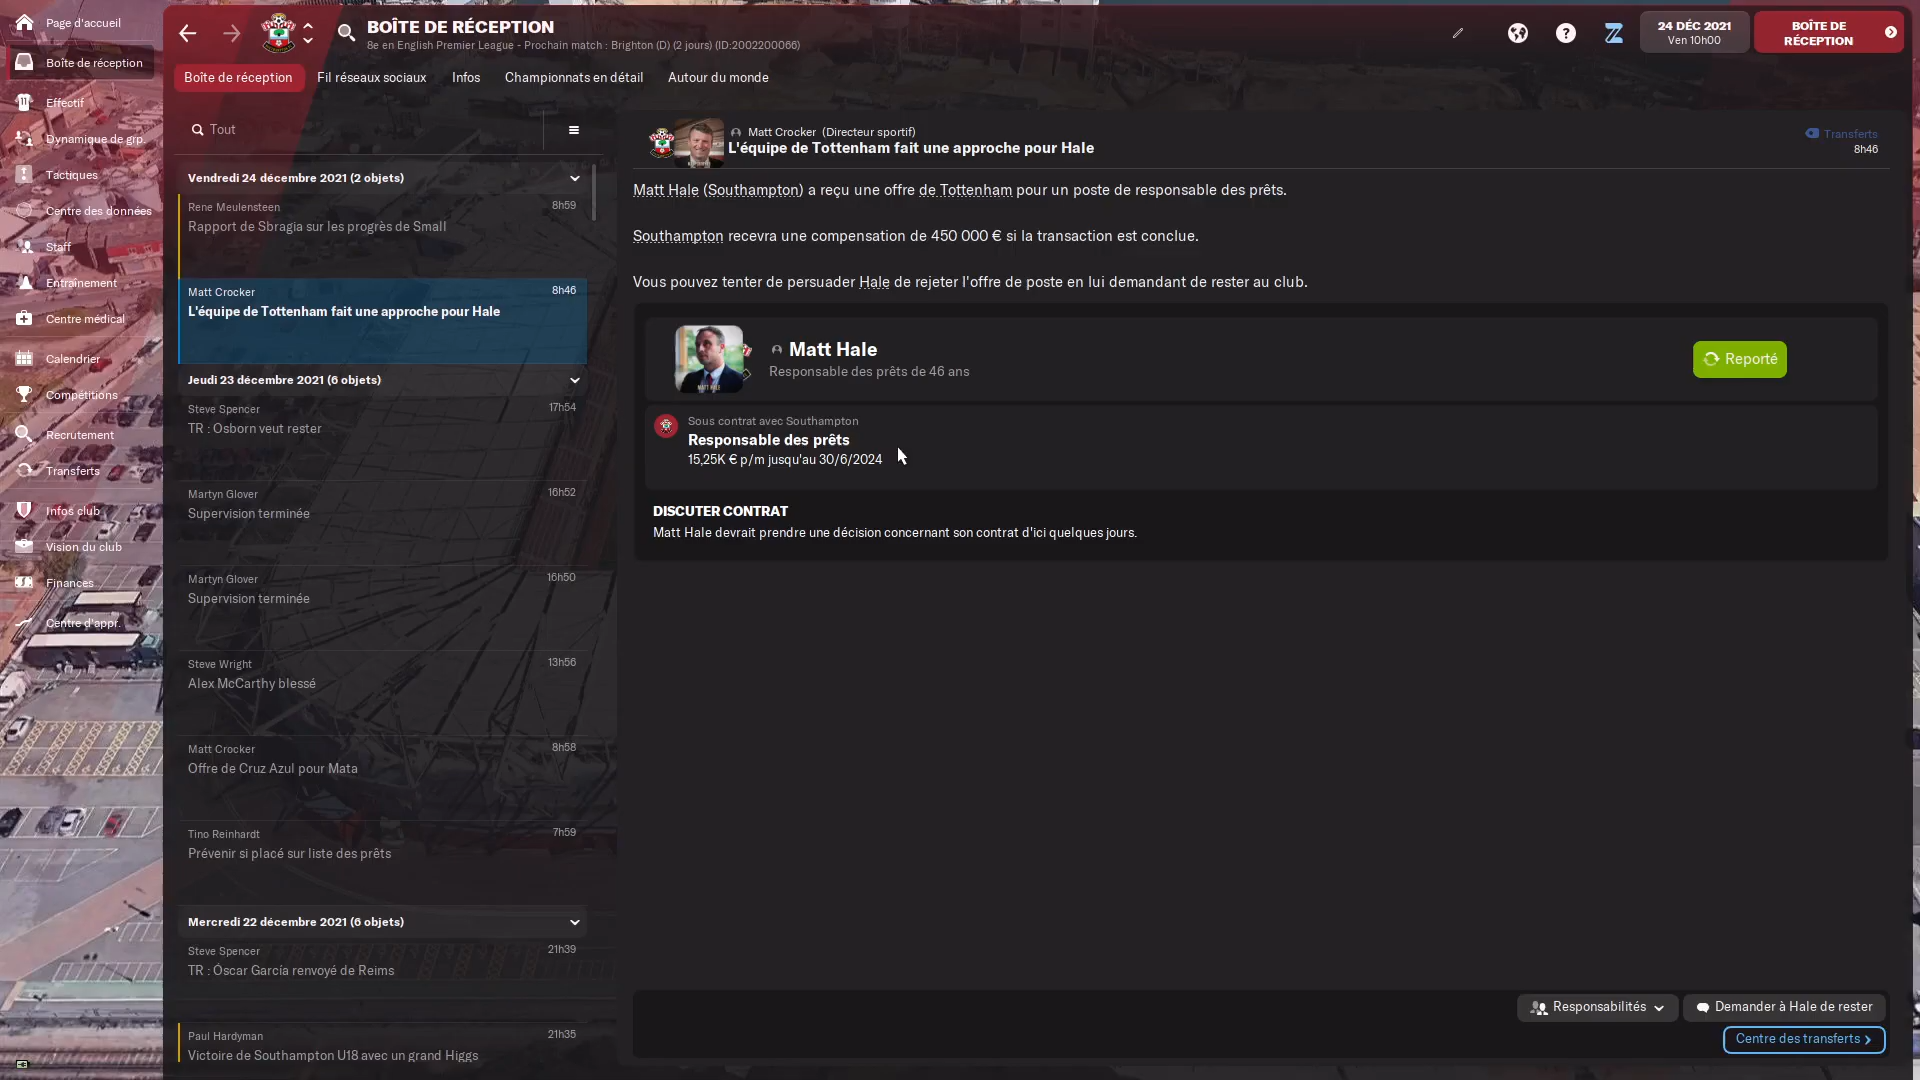 Page d'accueil
Boîte de réception
Effectif
Dynamique de grp.
Tactiques
Centre des données
Staff
Entraînement
Centre médical
Calendrier
Compétitions
Recrutement
Transferts
Infos club
Vision du club
Finances
Centre d'appr.
BOÎTE DE RÉCEPTION
8e en English Premier League - Prochain match : Brighton (D) (2 jours) (ID:2002200066)
24 DÉC 2021
Ven 10h00
BOÎTE DE
RÉCEPTION
Boîte de réception
Fil réseaux sociaux
Infos
Championnats en détail
Autour du monde
Tout
Vendredi 24 décembre 2021 (2 objets)
Rene Meulensteen 8h59
Rapport de Sbragia sur les progrès de Small
Matt Crocker 8h46
L'équipe de Tottenham fait une approche pour Hale
Jeudi 23 décembre 2021 (6 objets)
Steve Spencer 17h54
TR : Osborn veut rester
Martyn Glover 16h52
Supervision terminée
Martyn Glover 16h50
Supervision terminée
Steve Wright 13h56
Alex McCarthy blessé
Matt Crocker 8h58
Offre de Cruz Azul pour Mata
Tino Reinhardt 7h59
Prévenir si placé sur liste des prêts
Mercredi 22 décembre 2021 (6 objets)
Steve Spencer 21h39
TR : Óscar García renvoyé de Reims
Paul Hardyman 21h35
Victoire de Southampton U18 avec un grand Higgs
Matt Crocker (Directeur sportif)
L'équipe de Tottenham fait une approche pour Hale
Transferts
8h46
Matt Hale (Southampton) a reçu une offre de Tottenham pour un poste de responsable des prêts.
Southampton recevra une compensation de 450 000 € si la transaction est conclue.
Vous pouvez tenter de persuader Hale de rejeter l'offre de poste en lui demandant de rester au club.
MATT HALE
Matt Hale
Responsable des prêts de 46 ans
Reporté
Sous contrat avec Southampton
Responsable des prêts
15,25K € p/m jusqu'au 30/6/2024
DISCUTER CONTRAT
Matt Hale devrait prendre une décision concernant son contrat d'ici quelques jours.
Responsabilités
Demander à Hale de rester
Centre des transferts